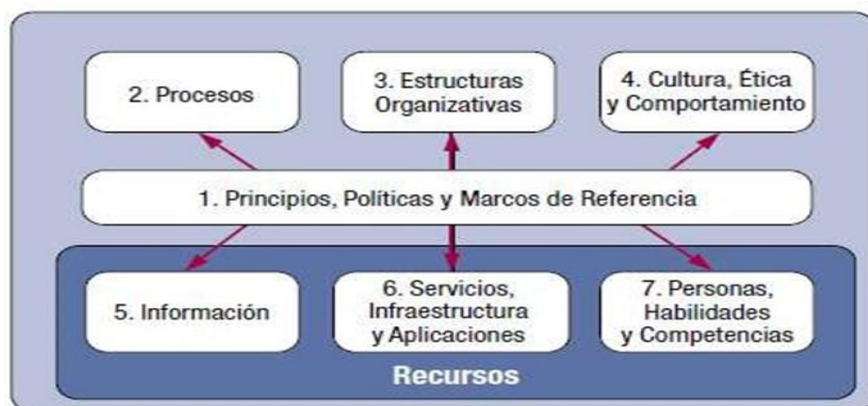 2. Procesos
3. Estructuras
Organizativas
4. Cultura, Ética
y Comportamiento
1. Principios, Políticas y Marcos de Referencia
5. Información
6. Servicios,
Infraestructura
y Aplicaciones
7. Personas,
Habilidades
y Competencias
Recursos